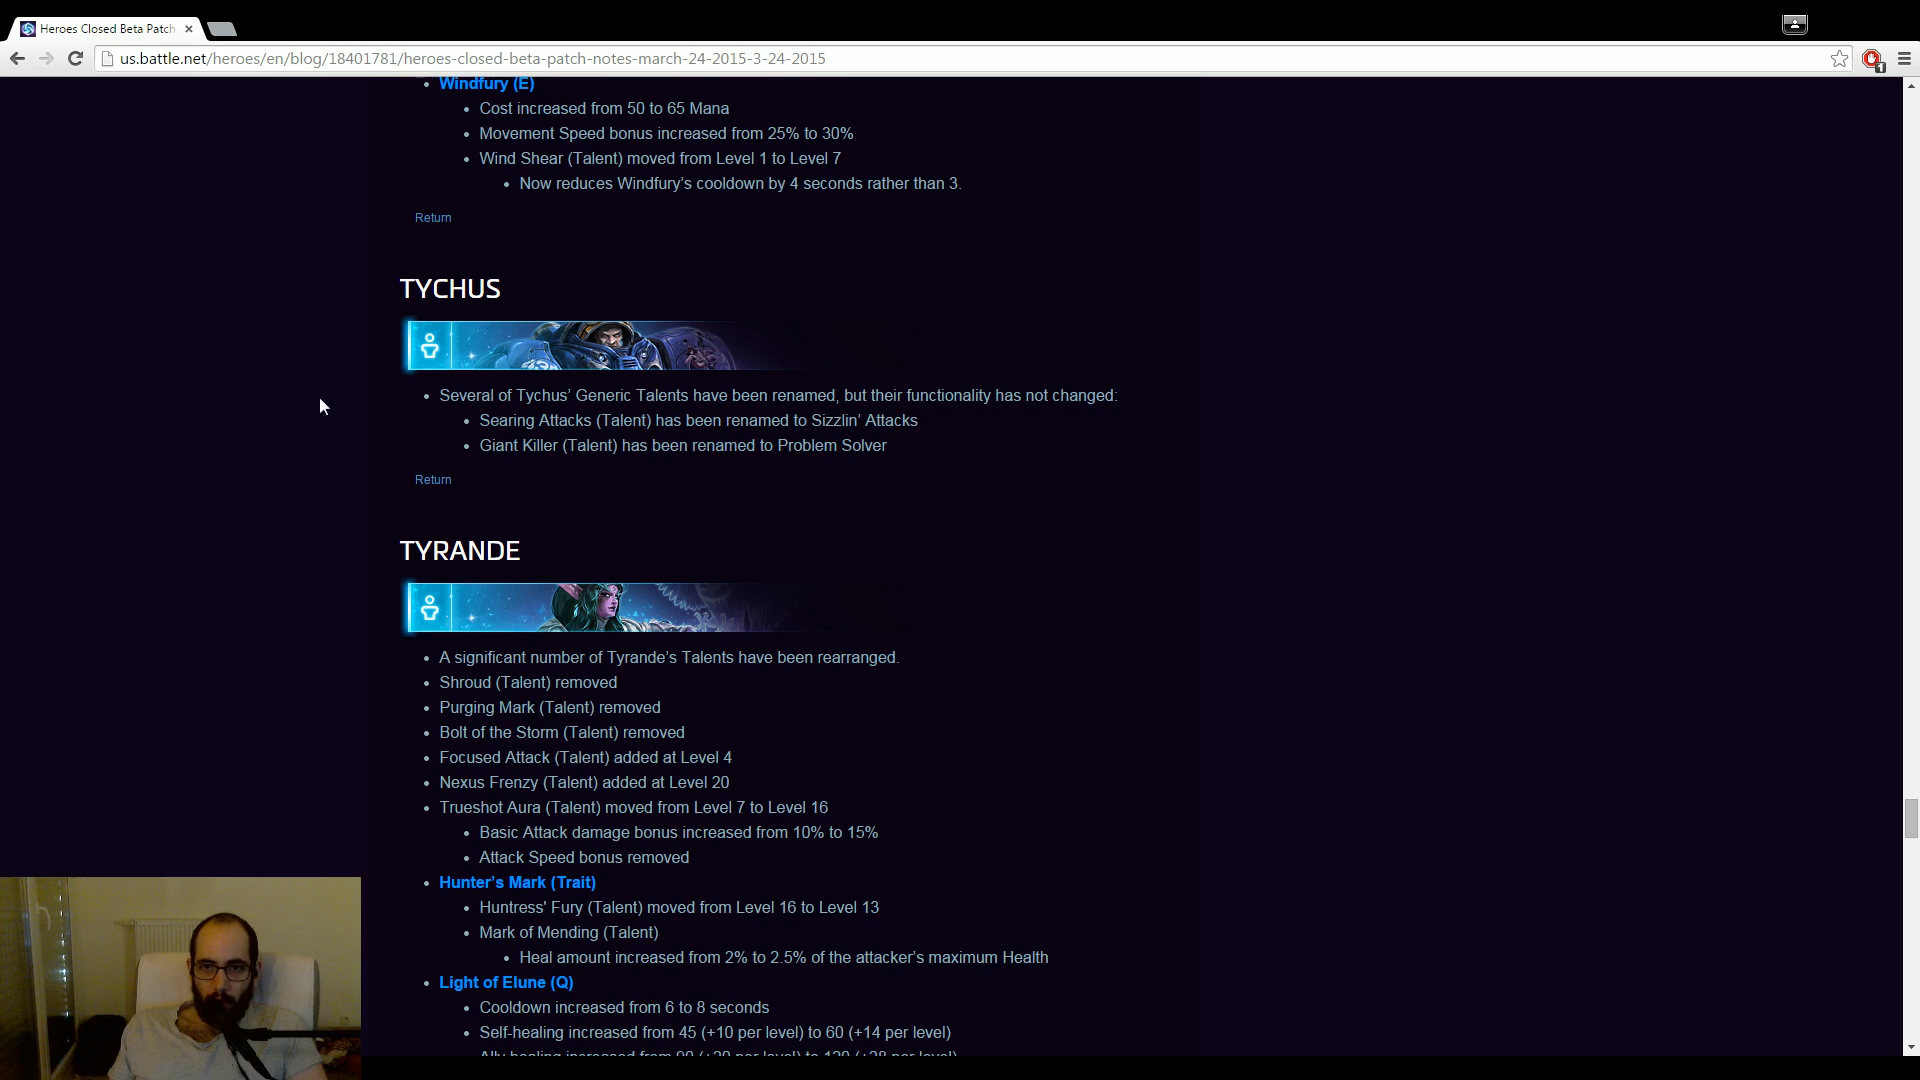 Heroes Closed Beta Patch
us.battle.net/heroes/en/blog/18401781/heroes-closed-beta-patch-notes-march-24-2015-3-24-2015
1
Windfury (E)
Cost increased from 50 to 65 Mana
Movement Speed bonus increased from 25% to 30%
Wind Shear (Talent) moved from Level 1 to Level 7
Now reduces Windfury’s cooldown by 4 seconds rather than 3.
Return
TYCHUS
Several of Tychus’ Generic Talents have been renamed, but their functionality has not changed:
Searing Attacks (Talent) has been renamed to Sizzlin’ Attacks
Giant Killer (Talent) has been renamed to Problem Solver
Return
TYRANDE
A significant number of Tyrande’s Talents have been rearranged.
Shroud (Talent) removed
Purging Mark (Talent) removed
Bolt of the Storm (Talent) removed
Focused Attack (Talent) added at Level 4
Nexus Frenzy (Talent) added at Level 20
Trueshot Aura (Talent) moved from Level 7 to Level 16
Basic Attack damage bonus increased from 10% to 15%
Attack Speed bonus removed
Hunter’s Mark (Trait)
Huntress' Fury (Talent) moved from Level 16 to Level 13
Mark of Mending (Talent)
Heal amount increased from 2% to 2.5% of the attacker’s maximum Health
Light of Elune (Q)
Cooldown increased from 6 to 8 seconds
Self-healing increased from 45 (+10 per level) to 60 (+14 per level)